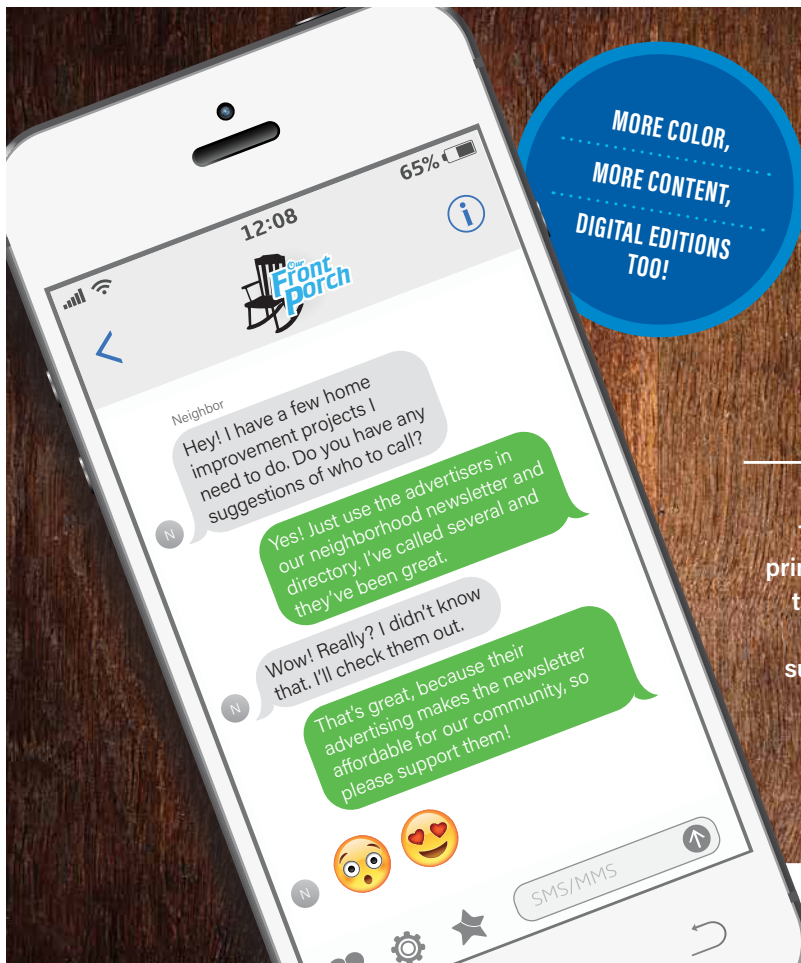 MORE COLOR,
MORE CONTENT,
DIGITAL EDITIONS
TOO!
65%
12:08
Our
Front
Porch
Neighbor
Hey! I have a few home
improvement projects I
need to do. Do you have any
suggestions of who to call?
N
Yes! Just use the advertisers in
our neighborhood newsletter and
directory. I've called several and
they've been great.
Wow! Really? I didn't know
that. I'll check them out.
N
That's great, because their
advertising makes the newsletter
affordable for our community, so
please support them!
N
SMS/MMS